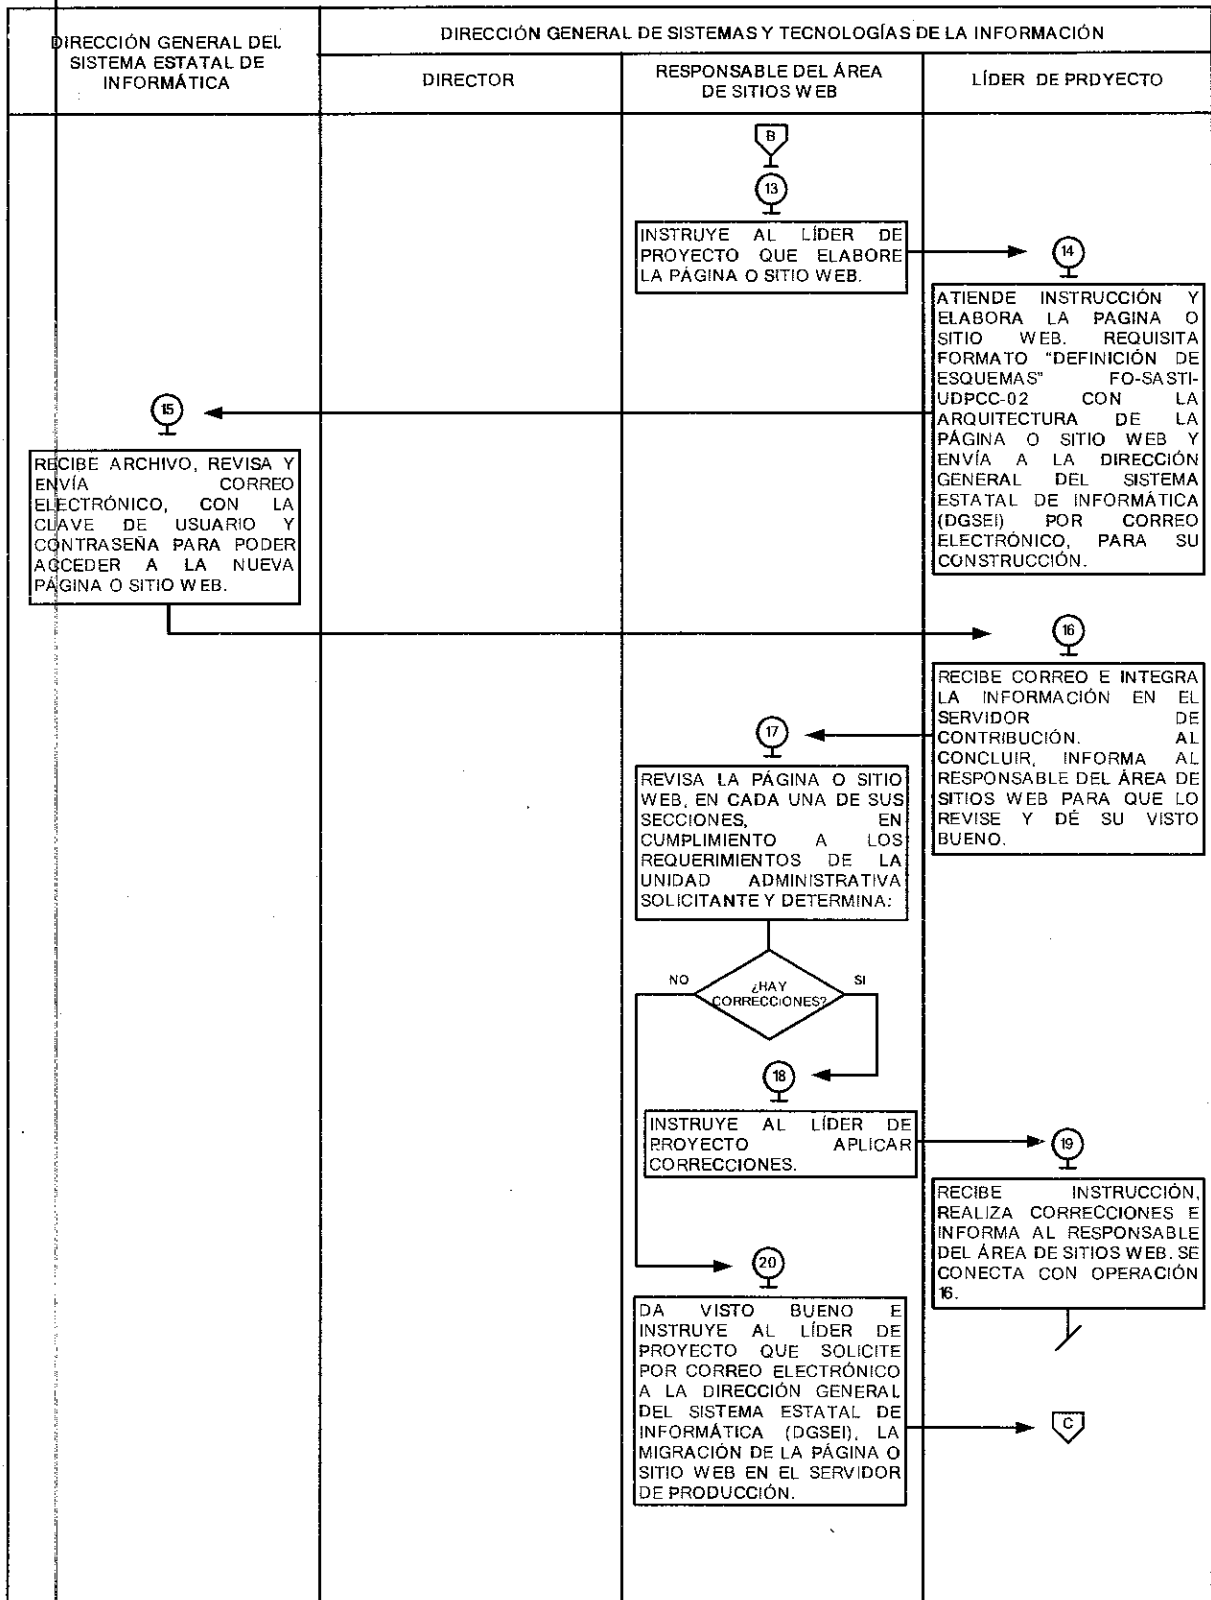 DIRECCIÓN GENERAL DEL
SISTEMA ESTATAL DE
INFORMÁTICA
DIRECCIÓN GENERAL DE SISTEMAS Y TECNOLOGÍAS DE LA INFORMACIÓN
DIRECTOR
RESPONSABLE DEL ÁREA
DE SITIOS WEB
LÍDER DE PROYECTO
B
13
INSTRUYE AL LÍDER DE
PROYECTO QUE ELABORE
LA PÁGINA O SITIO WEB.
14
ATIENDE INSTRUCCIÓN Y
ELABORA LA PAGINA O
SITIO WEB. REQUISITA
FORMATO "DEFINICIÓN DE
ESQUEMAS" FO-SASTI-
UDPCC-02 CON LA
ARQUITECTURA DE LA
PÁGINA O SITIO WEB Y
ENVÍA A LA DIRECCIÓN
GENERAL DEL SISTEMA
ESTATAL DE INFORMÁTICA
(DGSEI) POR CORREO
ELECTRÓNICO, PARA SU
CONSTRUCCIÓN.
15
RECIBE ARCHIVO, REVISA Y
ENVÍA CORREO
ELECTRÓNICO, CON LA
CLAVE DE USUARIO Y
CONTRASEÑA PARA PODER
ACCEDER A LA NUEVA
PÁGINA O SITIO WEB.
16
RECIBE CORREO E INTEGRA
LA INFORMACIÓN EN EL
SERVIDOR DE
CONTRIBUCIÓN. AL
CONCLUIR, INFORMA AL
RESPONSABLE DEL ÁREA DE
SITIOS WEB PARA QUE LO
REVISE Y DÉ SU VISTO
BUENO.
17
REVISA LA PÁGINA O SITIO
WEB, EN CADA UNA DE SUS
SECCIONES, EN
CUMPLIMIENTO A LOS
REQUERIMIENTOS DE LA
UNIDAD ADMINISTRATIVA
SOLICITANTE Y DETERMINA:
NO
¿HAY
CORRECCIONES?
SI
18
INSTRUYE AL LÍDER DE
PROYECTO APLICAR
CORRECCIONES.
19
RECIBE INSTRUCCIÓN,
REALIZA CORRECCIONES E
INFORMA AL RESPONSABLE
DEL ÁREA DE SITIOS WEB. SE
CONECTA CON OPERACIÓN
16.
20
DA VISTO BUENO E
INSTRUYE AL LÍDER DE
PROYECTO QUE SOLICITE
POR CORREO ELECTRÓNICO
A LA DIRECCIÓN GENERAL
DEL SISTEMA ESTATAL DE
INFORMÁTICA (DGSEI), LA
MIGRACIÓN DE LA PÁGINA O
SITIO WEB EN EL SERVIDOR
DE PRODUCCIÓN.
C